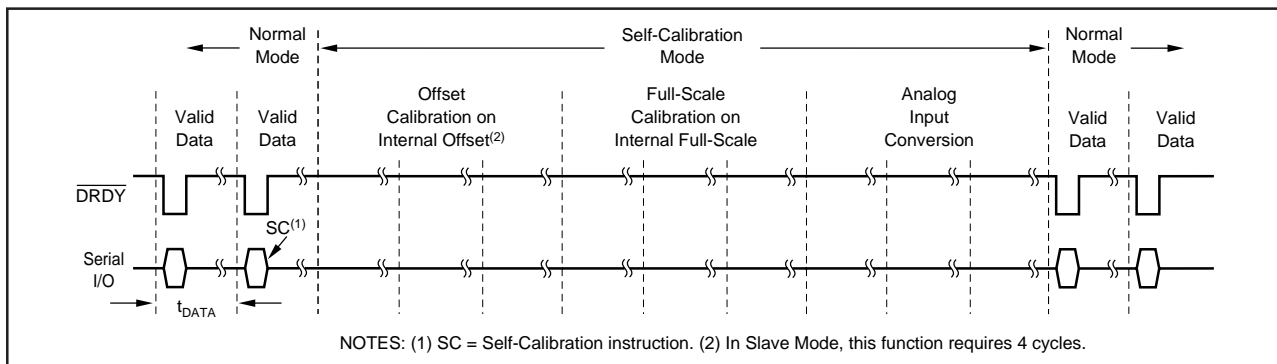 Normal
Mode
Self-Calibration
Mode
Normal
Mode
Valid
Data
Valid
Data
Offset
Calibration on
Internal Offset(2)
Full-Scale
Calibration on
Internal Full-Scale
Analog
Input
Conversion
Valid
Data
Valid
Data
DRDY
SC(1)
Serial
I/O
tDATA
NOTES: (1) SC = Self-Calibration instruction. (2) In Slave Mode, this function requires 4 cycles.